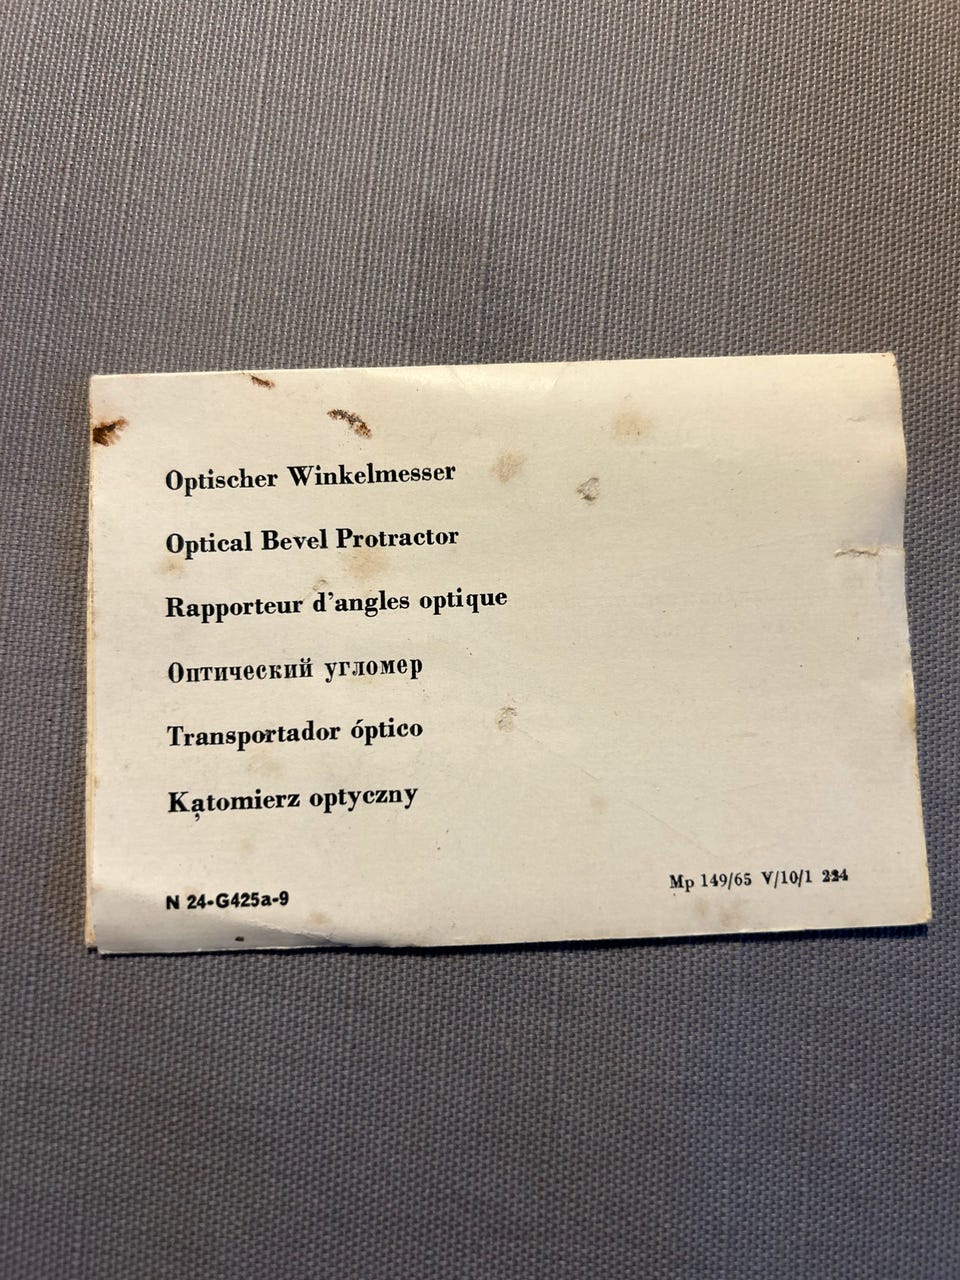 Optischer Winkelmesser
Optical Bevel Protractor
Rapporteur d'angles optique
Оптический угломер
Transportador óptico
Kątomierz optyczny
N 24-G425a-9
Mp 149/65 V/10/1